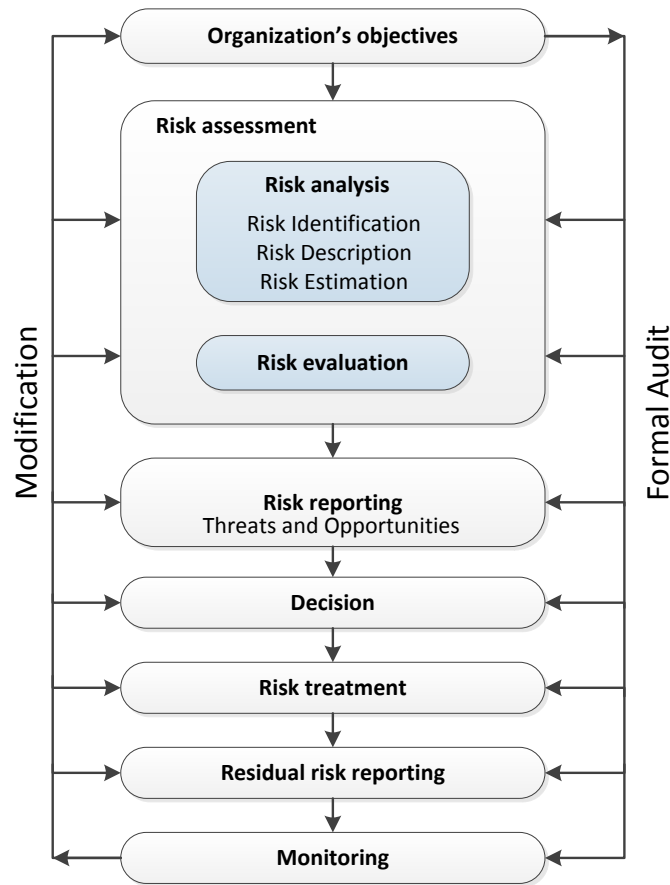 Organization’s objectives
Risk assessment
Risk analysis
Risk Identification
Risk Description
Risk Estimation
Risk evaluation
Modification
Formal Audit
Risk reporting
Threats and Opportunities
Decision
Risk treatment
Residual risk reporting
Monitoring